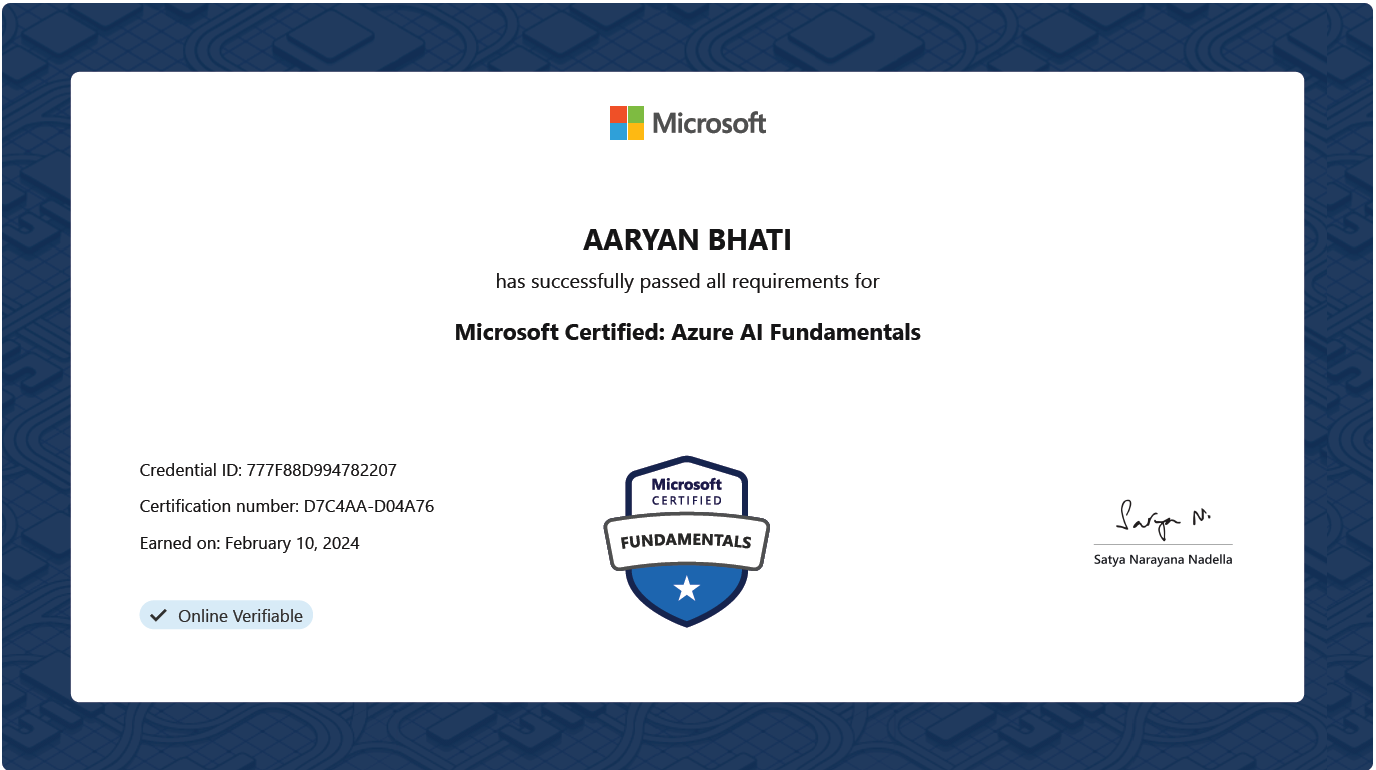 Microsoft
AARYAN BHATI
has successfully passed all requirements for
Microsoft Certified: Azure AI Fundamentals
Credential ID: 777F88D994782207
Certification number: D7C4AA-D04A76
Earned on: February 10, 2024
Online Verifiable
Microsoft
CERTIFIED
FUNDAMENTALS
Satya N.
Satya Narayana Nadella